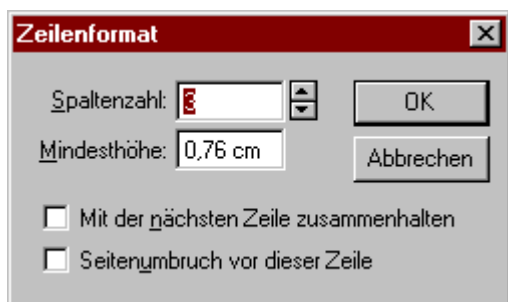 Zeilenformat
Spaltenzahl: 3 OK
Mindesthöhe: 0,76 cm Abbrechen
Mit der nächsten Zeile zusammenhalten
Seitenumbruch vor dieser Zeile